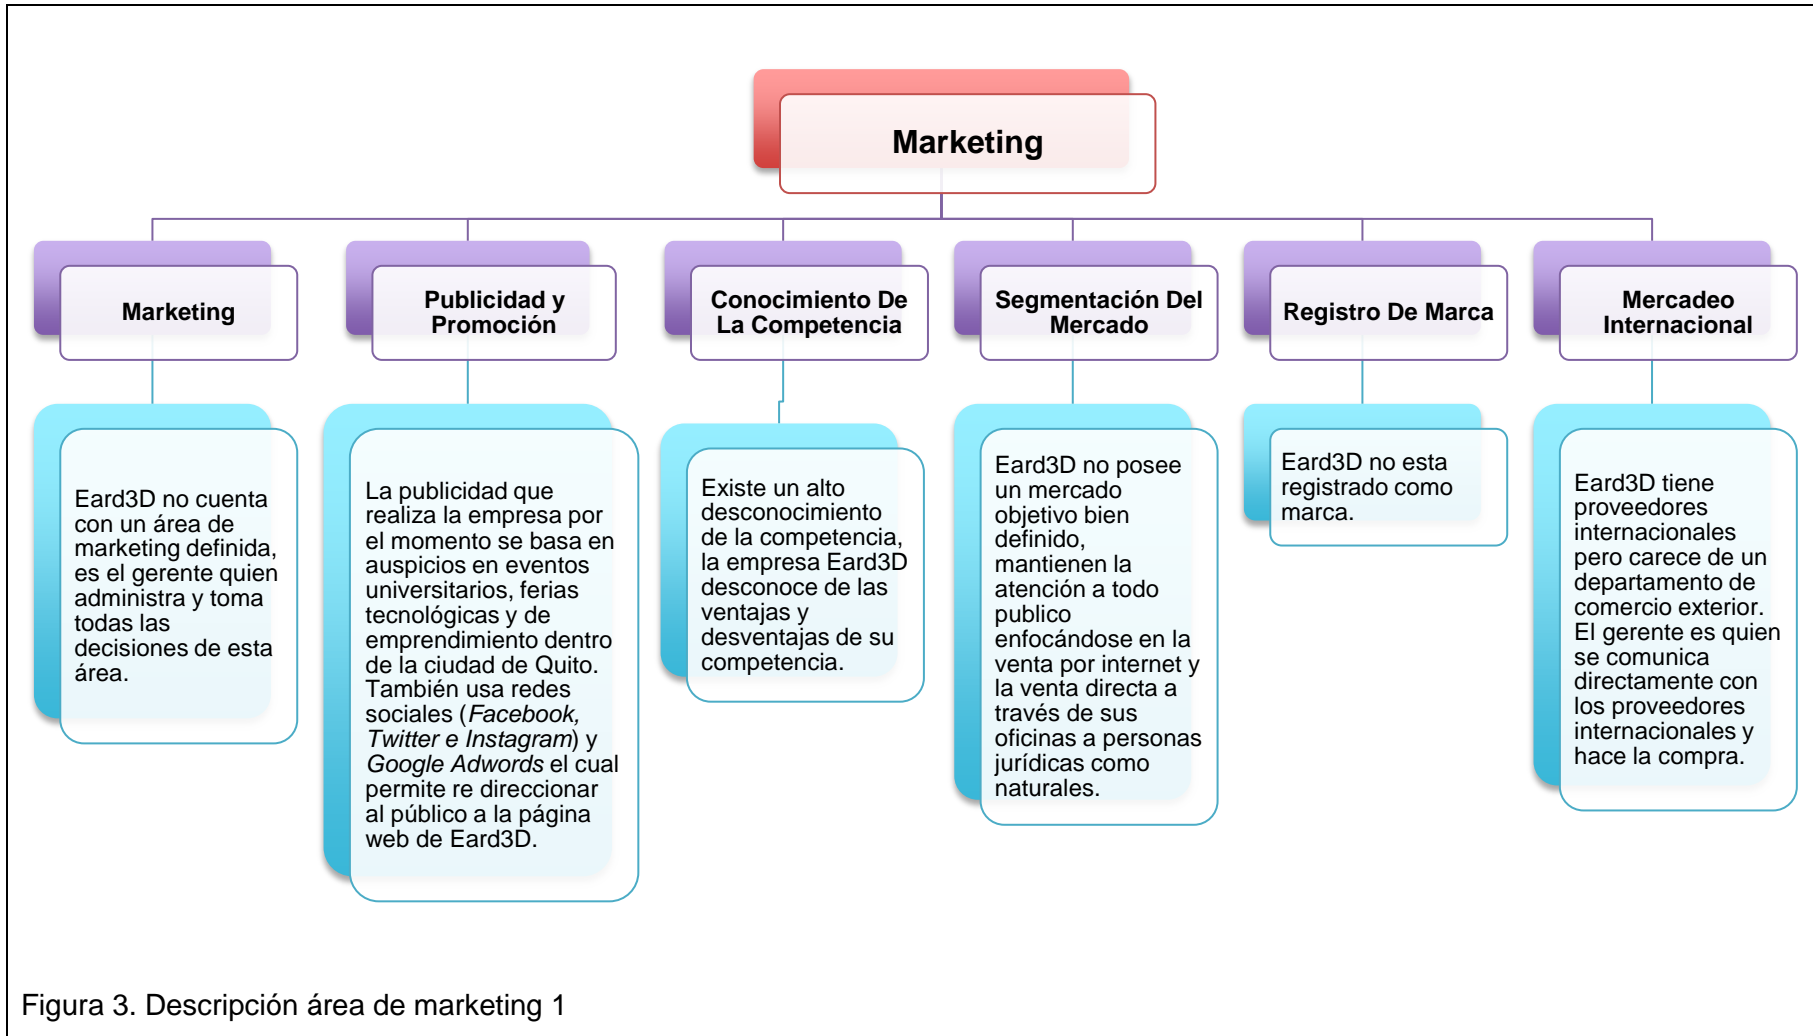 Marketing
Marketing
Eard3D no cuenta
con un área de
marketing definida,
es el gerente quien
administra y toma
todas las
decisiones de esta
área.
Publicidad y
Promoción
La publicidad que
realiza la empresa por
el momento se basa en
auspicios en eventos
universitarios, ferias
tecnológicas y de
emprendimiento dentro
de la ciudad de Quito.
También usa redes
sociales (Facebook,
Twitter e Instagram) y
Google Adwords el cual
permite re direccionar
al público a la página
web de Eard3D.
Conocimiento De
La Competencia
Existe un alto
desconocimiento
de la competencia,
la empresa Eard3D
desconoce de las
ventajas y
desventajas de su
competencia.
Segmentación Del
Mercado
Eard3D no posee
un mercado
objetivo bien
definido,
mantienen la
atención a todo
publico
enfocándose en la
venta por internet y
la venta directa a
través de sus
oficinas a personas
jurídicas como
naturales.
Registro De Marca
Eard3D no esta
registrado como
marca.
Mercadeo
Internacional
Eard3D tiene
proveedores
internacionales
pero carece de un
departamento de
comercio exterior.
El gerente es quien
se comunica
directamente con
los proveedores
internacionales y
hace la compra.
Figura 3. Descripción área de marketing 1